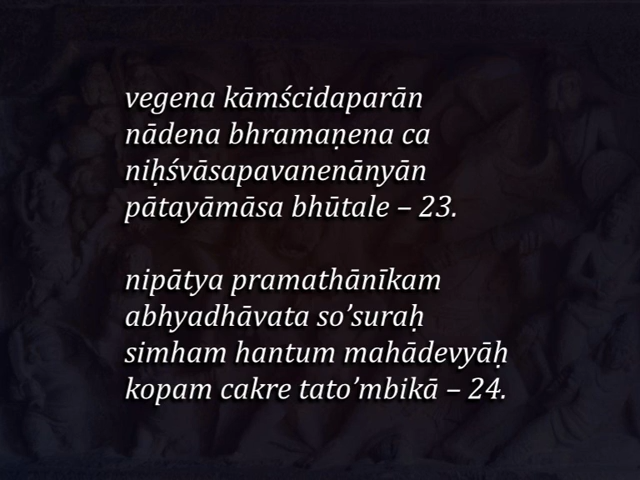 vegena kāmścidaparān
nādena bhramaṇena ca
niḥśvāsapavanenānyān
pātayāmāsa bhūtale – 23.
nipātya pramathānīkam
abhyadhāvata so’suraḥ
simham hantum mahādevyāḥ
kopam cakre tato’mbikā – 24.